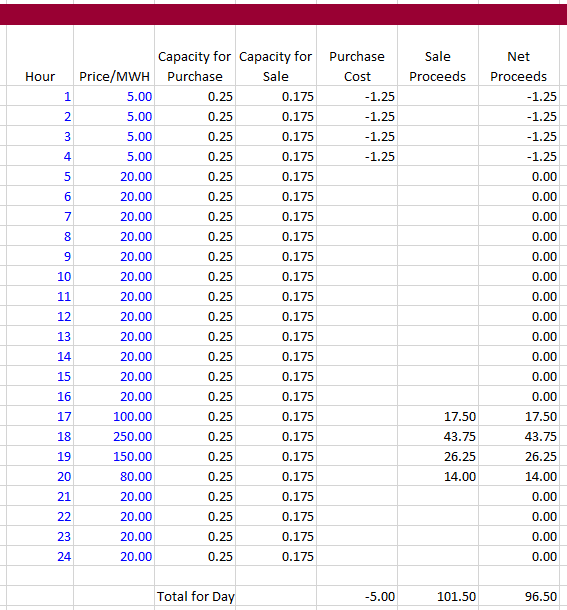 Capacity for Capacity for Purchase Sale Net
Hour Price/MWH Purchase Sale Cost Proceeds Proceeds
1 5.00 0.25 0.175 -1.25 -1.25
2 5.00 0.25 0.175 -1.25 -1.25
3 5.00 0.25 0.175 -1.25 -1.25
4 5.00 0.25 0.175 -1.25 -1.25
5 20.00 0.25 0.175 0.00
6 20.00 0.25 0.175 0.00
7 20.00 0.25 0.175 0.00
8 20.00 0.25 0.175 0.00
9 20.00 0.25 0.175 0.00
10 20.00 0.25 0.175 0.00
11 20.00 0.25 0.175 0.00
12 20.00 0.25 0.175 0.00
13 20.00 0.25 0.175 0.00
14 20.00 0.25 0.175 0.00
15 20.00 0.25 0.175 0.00
16 20.00 0.25 0.175 0.00
17 100.00 0.25 0.175 17.50 17.50
18 250.00 0.25 0.175 43.75 43.75
19 150.00 0.25 0.175 26.25 26.25
20 80.00 0.25 0.175 14.00 14.00
21 20.00 0.25 0.175 0.00
22 20.00 0.25 0.175 0.00
23 20.00 0.25 0.175 0.00
24 20.00 0.25 0.175 0.00
Total for Day -5.00 101.50 96.50